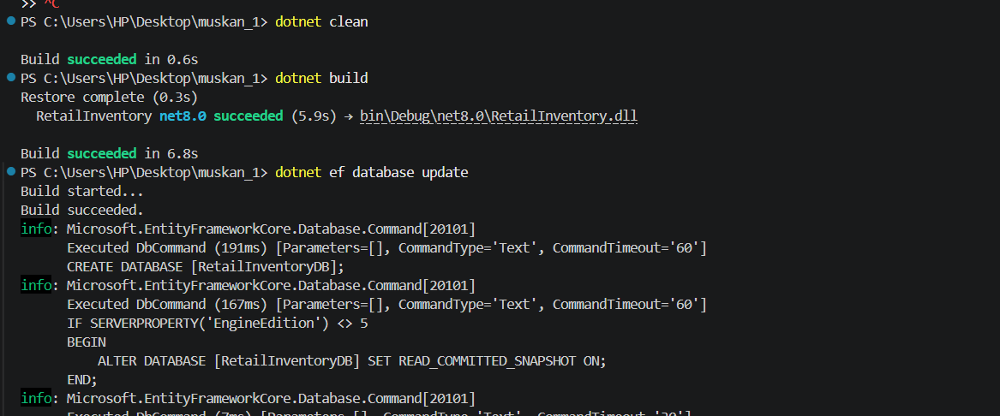 >> ^C
PS C:\Users\HP\Desktop\muskan_1> dotnet clean
Build succeeded in 0.6s
PS C:\Users\HP\Desktop\muskan_1> dotnet build
Restore complete (0.3s)
RetailInventory net8.0 succeeded (5.9s) → bin\Debug\net8.0\RetailInventory.dll
Build succeeded in 6.8s
PS C:\Users\HP\Desktop\muskan_1> dotnet ef database update
Build started...
Build succeeded.
info: Microsoft.EntityFrameworkCore.Database.Command[20101]
Executed DbCommand (191ms) [Parameters=[], CommandType='Text', CommandTimeout='60']
CREATE DATABASE [RetailInventoryDB];
info: Microsoft.EntityFrameworkCore.Database.Command[20101]
Executed DbCommand (167ms) [Parameters=[], CommandType='Text', CommandTimeout='60']
IF SERVERPROPERTY('EngineEdition') <> 5
BEGIN
ALTER DATABASE [RetailInventoryDB] SET READ_COMMITTED_SNAPSHOT ON;
END;
info: Microsoft.EntityFrameworkCore.Database.Command[20101]
Executed DbCommand (7ms) [Parameters=[], CommandType='Text', CommandTimeout='30']